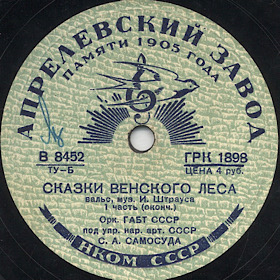 АПРЕЛЕВСКИЙ ЗАВОД
ПАМЯТИ 1905 ГОДА
В 8452
ГРК 1898
ТУ-Б
ЦЕНА 4 руб.
СКАЗКИ ВЕНСКОГО ЛЕСА
вальс, муз. И. Штрауса
1 часть (оконч.)
Орк. ГАБТ СССР
под упр. нар. арт. СССР
С. А. САМОСУДА
НКОМ СССР